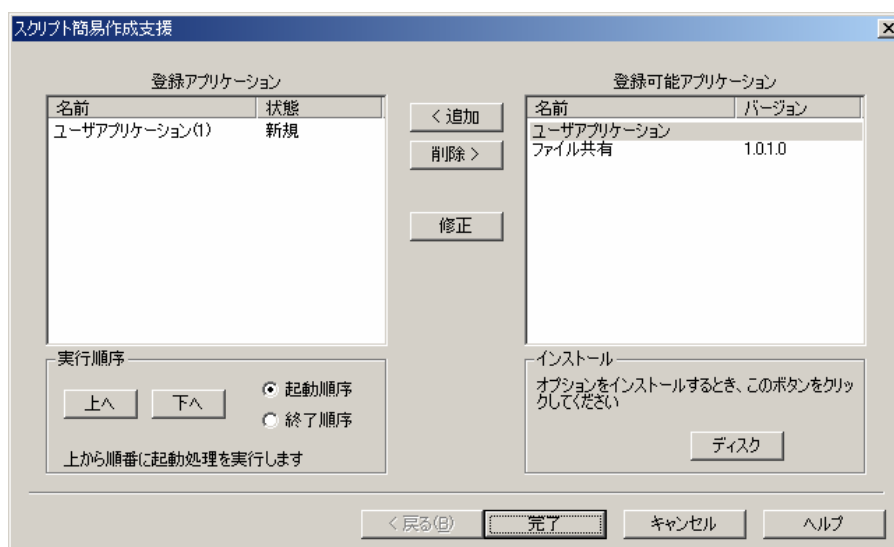 スクリプト簡易作成支援
登録アプリケーション
名前 状態
ユーザアプリケーション(1) 新規
< 追加
削除 >
修正
登録可能アプリケーション
名前 バージョン
ユーザアプリケーション
ファイル共有 1.0.1.0
実行順序
上へ 下へ
起動順序
終了順序
上から順番に起動処理を実行します
インストール
オプションをインストールするとき、このボタンをクリッ
クしてください
ディスク
< 戻る(B) 完了 キャンセル ヘルプ